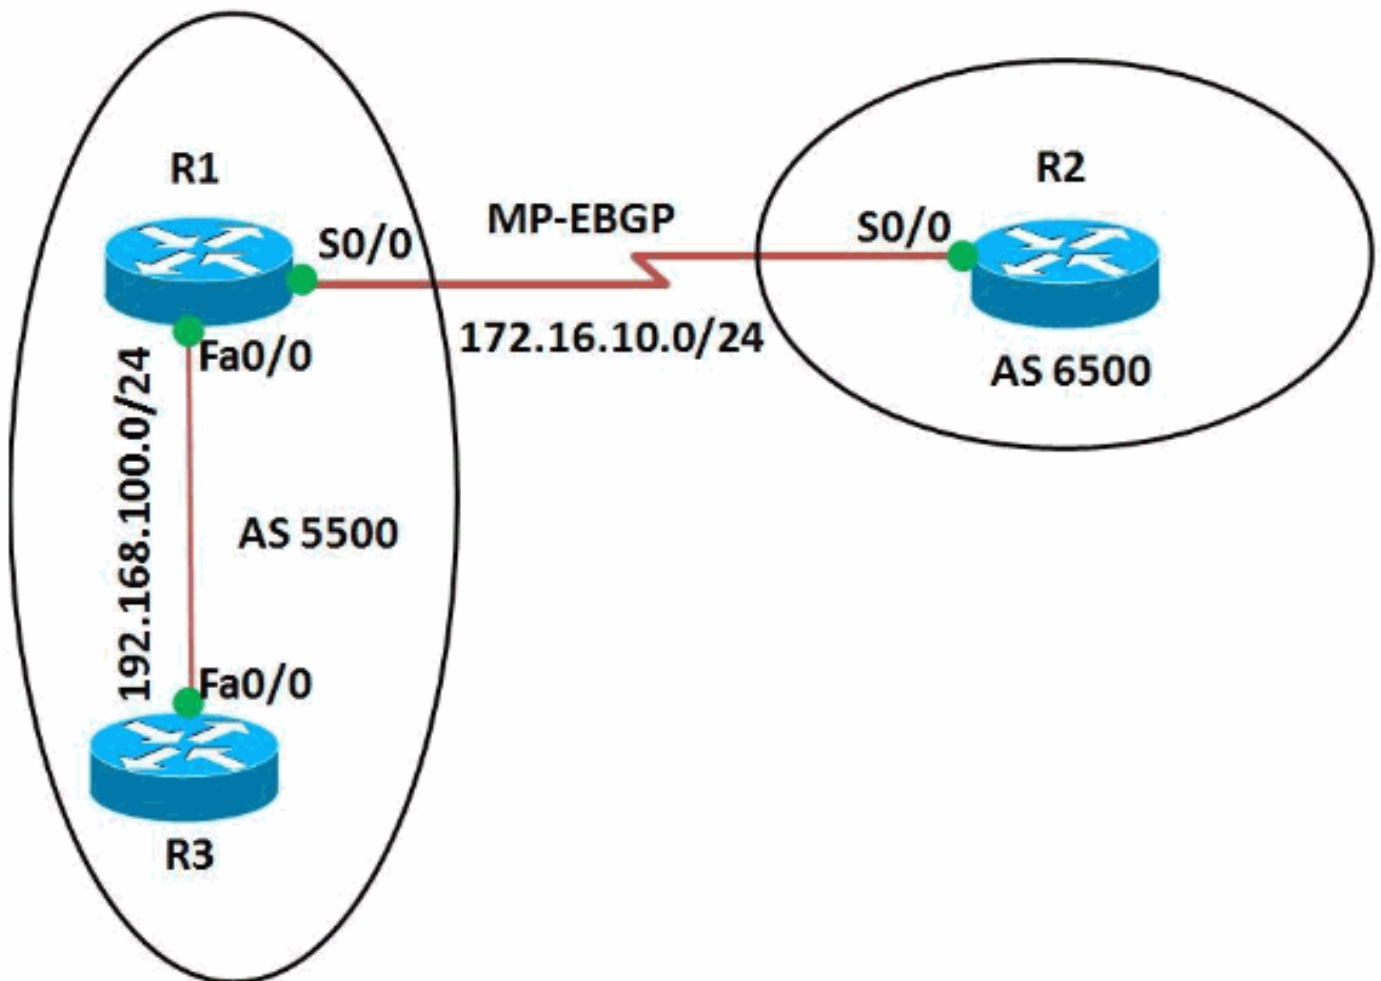 R1
R2
MP-EBGP
S0/0
S0/0
172.16.10.0/24
Fa0/0
AS 6500
192.168.100.0/24
AS 5500
Fa0/0
R3